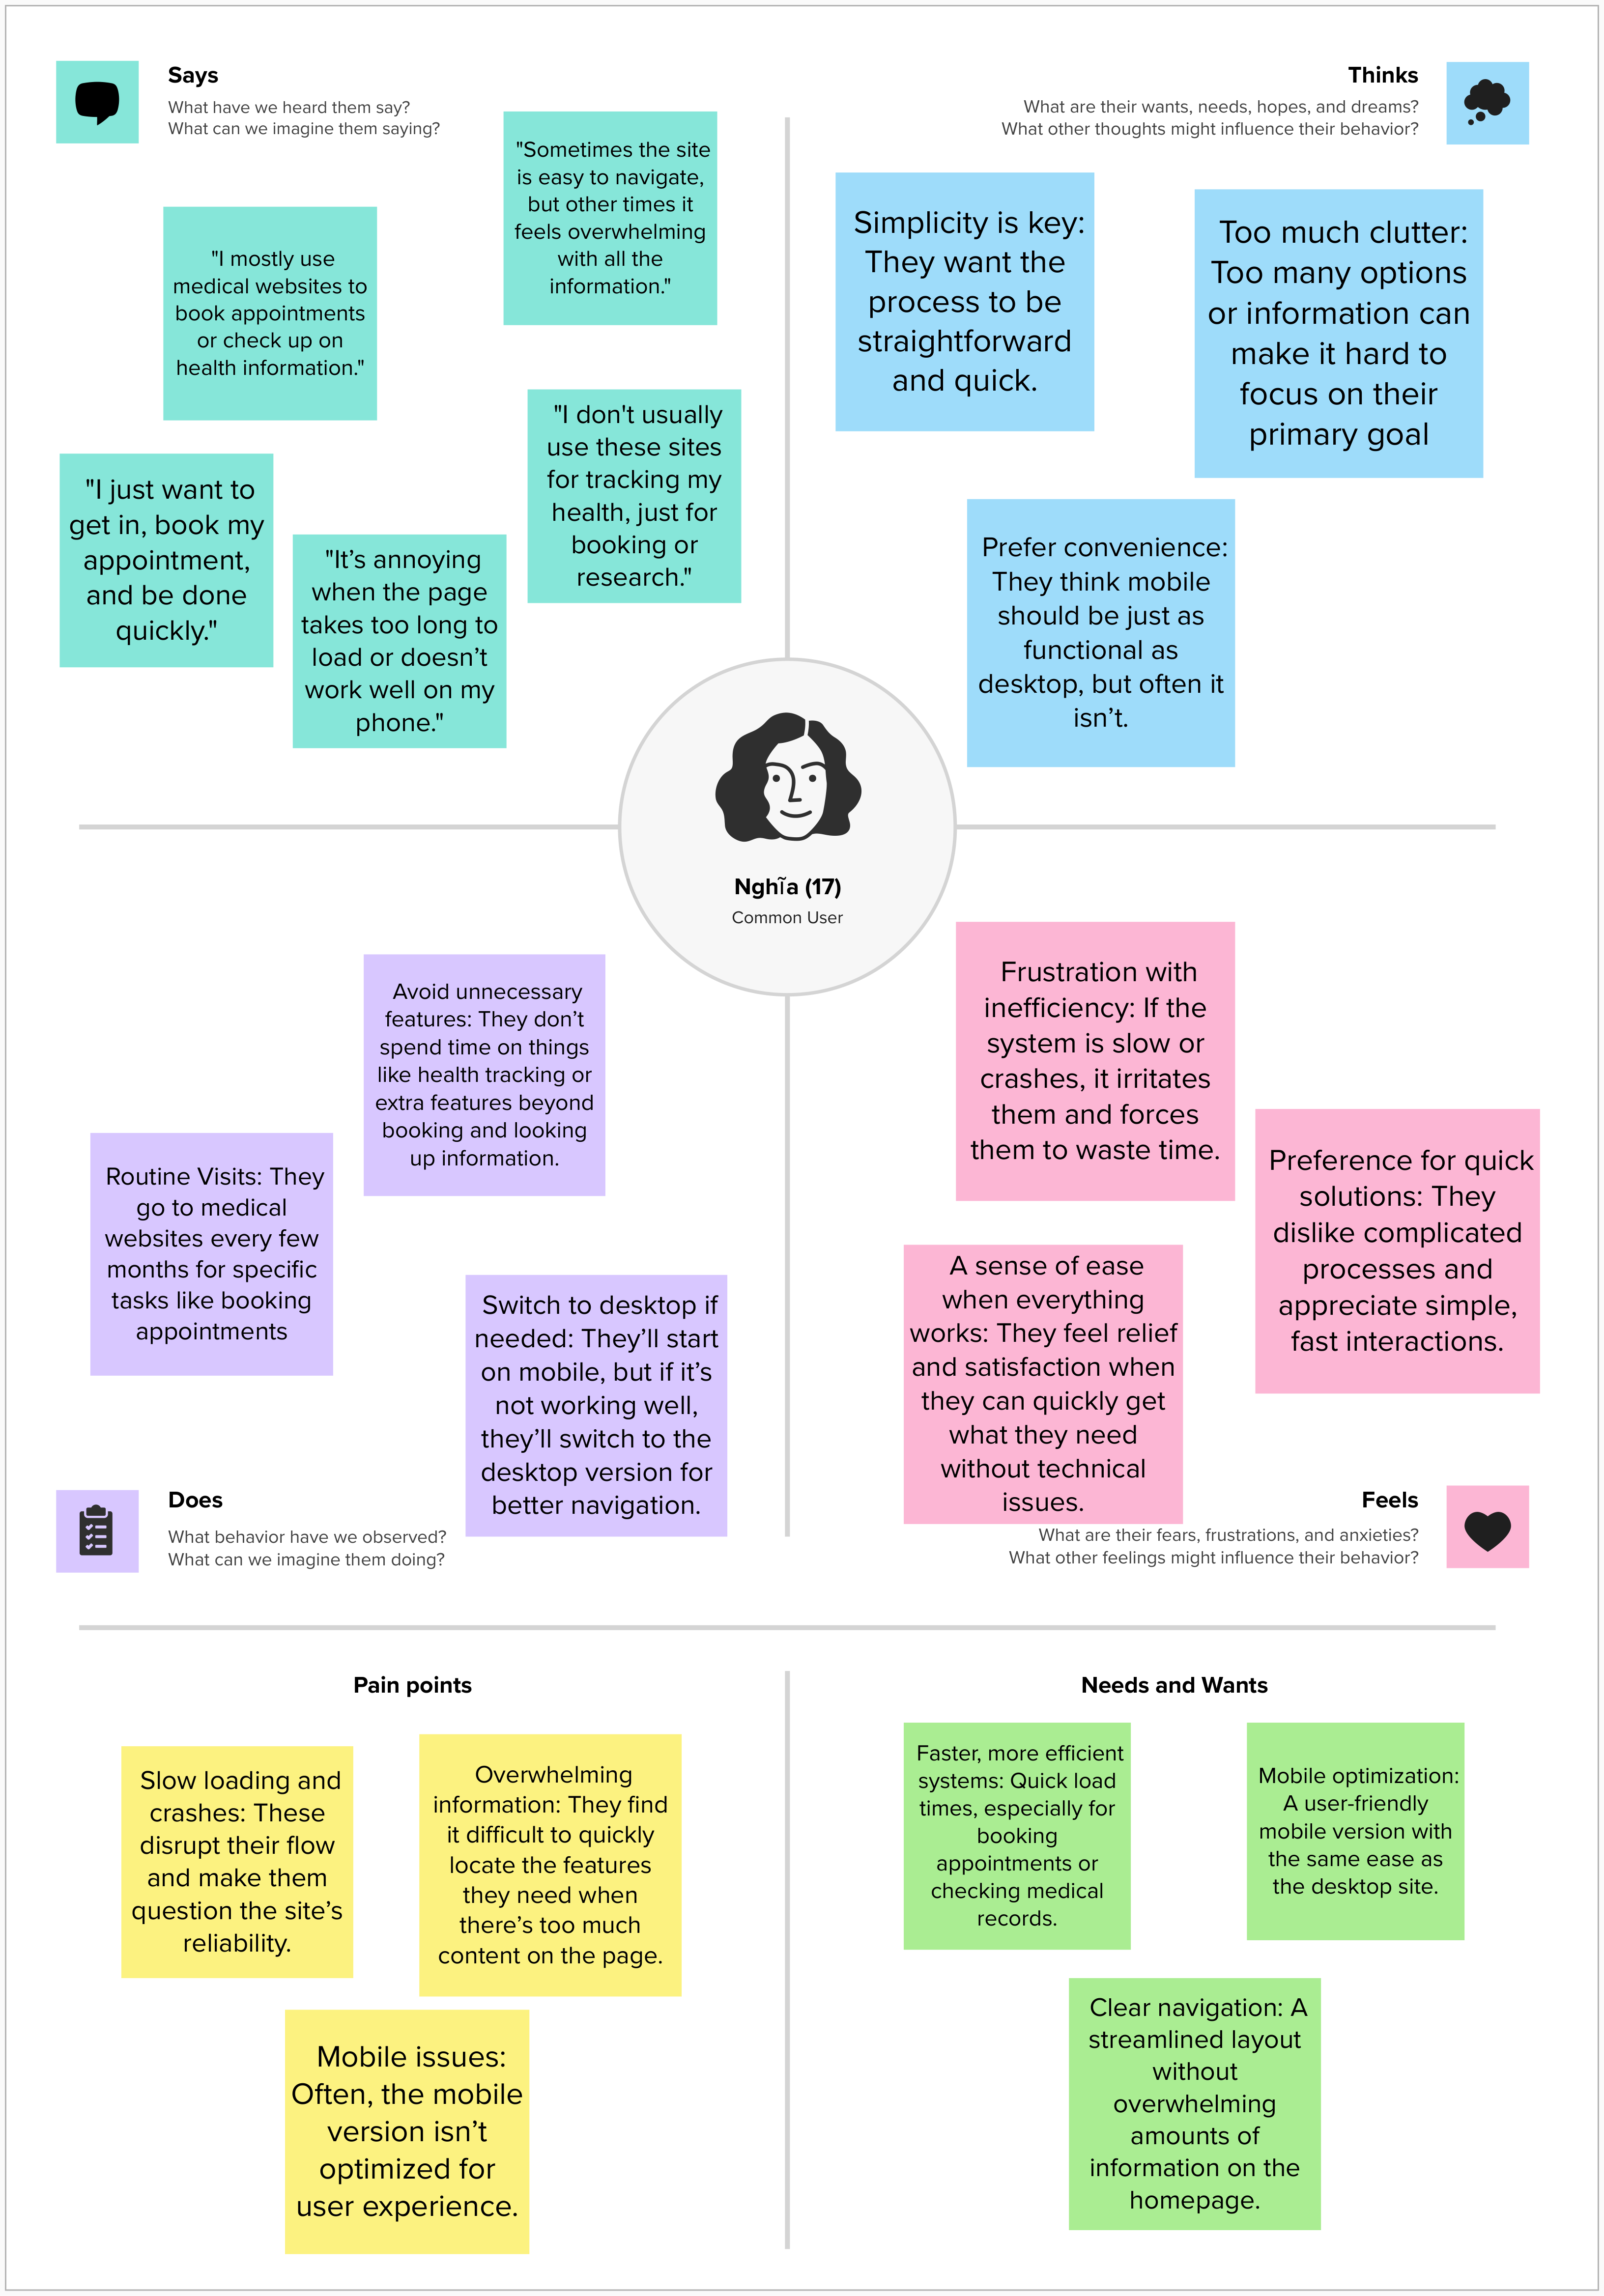 Says
What have we heard them say?
What can we imagine them saying?
"Sometimes the site
is easy to navigate,
but other times it
feels overwhelming
with all the
information."
"I mostly use
medical websites to
book appointments
or check up on
health information."
"I don't usually
use these sites
for tracking my
health, just for
booking or
research."
"I just want to
get in, book my
appointment,
and be done
quickly."
"It’s annoying
when the page
takes too long to
load or doesn’t
work well on my
phone."
Thinks
What are their wants, needs, hopes, and dreams?
What other thoughts might influence their behavior?
Simplicity is key:
They want the
process to be
straightforward
and quick.
Too much clutter:
Too many options
or information can
make it hard to
focus on their
primary goal
Prefer convenience:
They think mobile
should be just as
functional as
desktop, but often it
isn’t.
Nghĩa (17)
Common User
Avoid unnecessary
features: They don’t
spend time on things
like health tracking or
extra features beyond
booking and looking
up information.
Routine Visits: They
go to medical
websites every few
months for specific
tasks like booking
appointments
Switch to desktop if
needed: They’ll start
on mobile, but if it’s
not working well,
they’ll switch to the
desktop version for
better navigation.
Does
What behavior have we observed?
What can we imagine them doing?
Frustration with
inefficiency: If the
system is slow or
crashes, it irritates
them and forces
them to waste time.
Preference for quick
solutions: They
dislike complicated
processes and
appreciate simple,
fast interactions.
A sense of ease
when everything
works: They feel relief
and satisfaction when
they can quickly get
what they need
without technical
issues.
Feels
What are their fears, frustrations, and anxieties?
What other feelings might influence their behavior?
Pain points
Slow loading and
crashes: These
disrupt their flow
and make them
question the site’s
reliability.
Overwhelming
information: They find
it difficult to quickly
locate the features
they need when
there’s too much
content on the page.
Mobile issues:
Often, the mobile
version isn’t
optimized for
user experience.
Needs and Wants
Faster, more efficient
systems: Quick load
times, especially for
booking
appointments or
checking medical
records.
Mobile optimization:
A user-friendly
mobile version with
the same ease as
the desktop site.
Clear navigation: A
streamlined layout
without
overwhelming
amounts of
information on the
homepage.